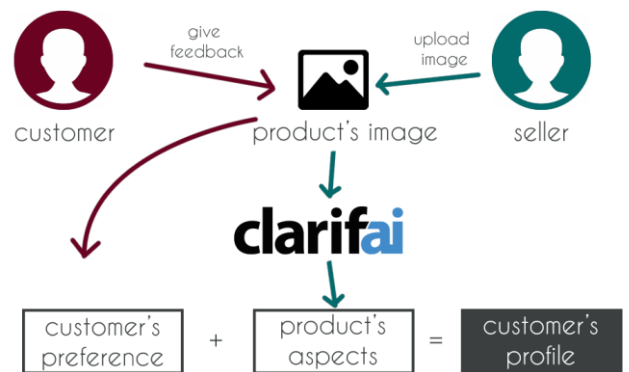 give
feedback
upload
image
customer
product's image
seller
clarifai
customer's
preference
+
product's
aspects
=
customer's
profile